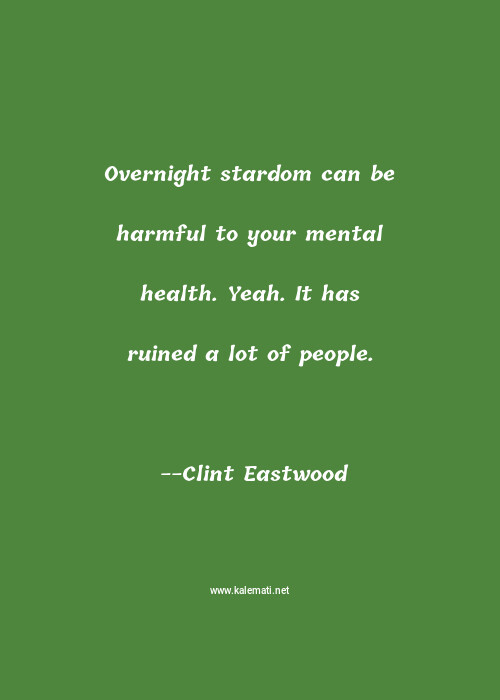 Overnight stardom can be
harmful to your mental
health. Yeah. It has
ruined a lot of people.
--Clint Eastwood
www.kalemati.net